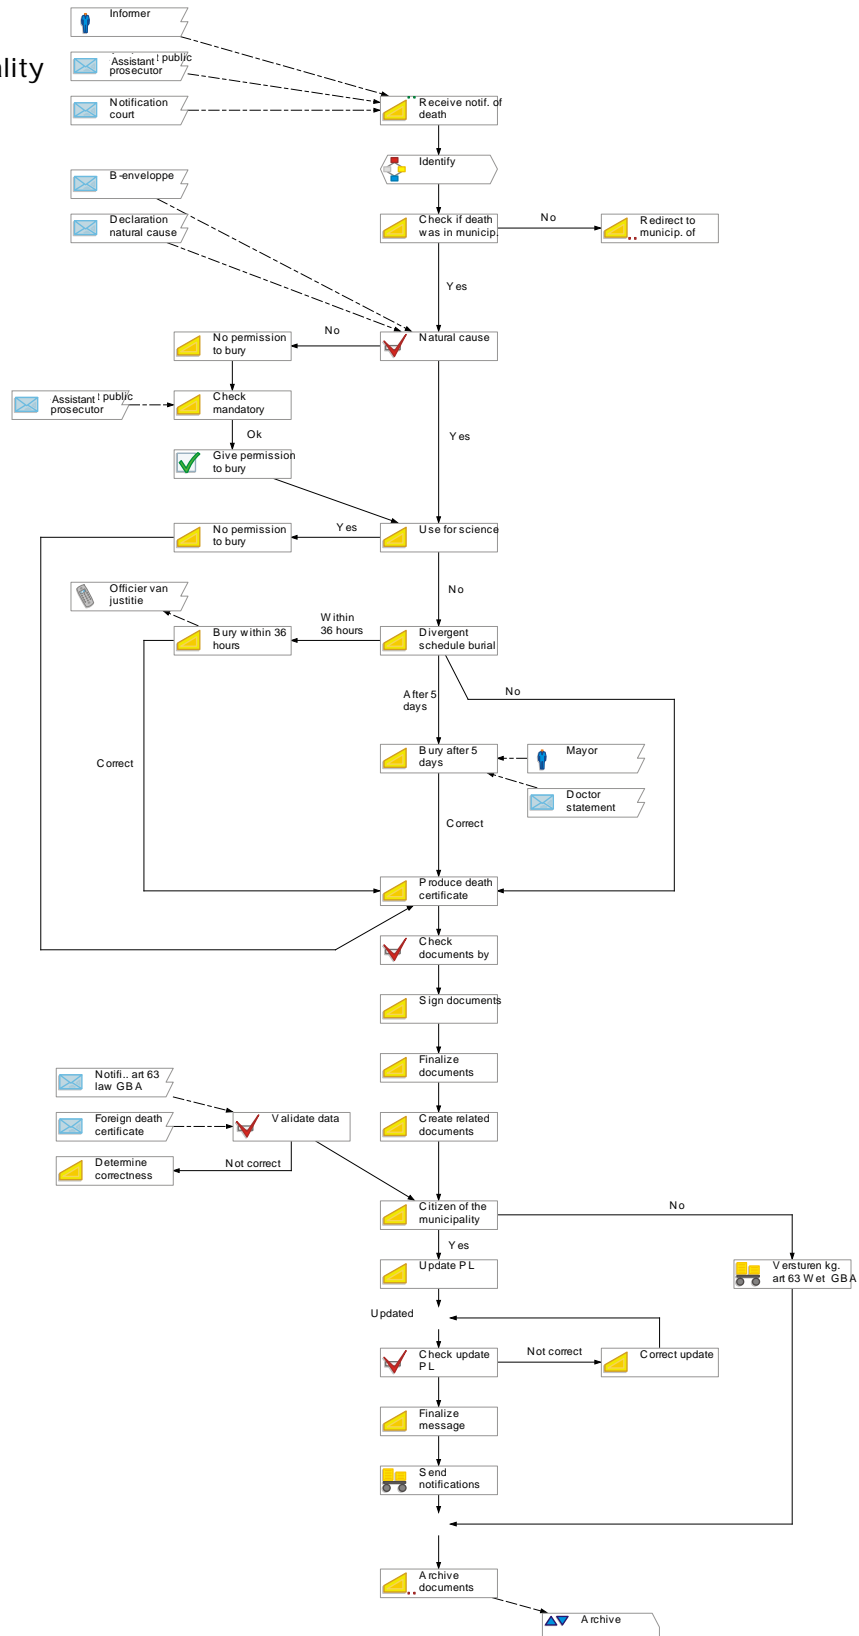 Informer
ality
Assistant l public
prosecutor
Notification
court
Receive notif. of
death
Identify
B-enveloppe
Declaration
natural cause
Check if death
was in municip.
No
Redirect to
municip. of
Yes
Natural cause
No
No permission
to bury
Assistant l public
prosecutor
Check
mandatory
Ok
Yes
Give permission
to bury
Use for science
Yes
No permission
to bury
No
Officier van
justitie
Within
36 hours
Bury within 36
hours
Divergent
schedule burial
After 5
days
No
Correct
Bury after 5
days
Mayor
Doctor
statement
Correct
Produce death
certificate
Check
documents by
Sign documents
Finalize
documents
Notifi.. art 63
law GBA
Foreign death
certificate
Validate data
Create related
documents
Determine
correctness
Not correct
Citizen of the
municipality
No
Yes
Update PL
Versturen kg.
art 63 Wet GBA
Updated
Check update
PL
Not correct
Correct update
Finalize
message
Send
notifications
Archive
documents
Archive